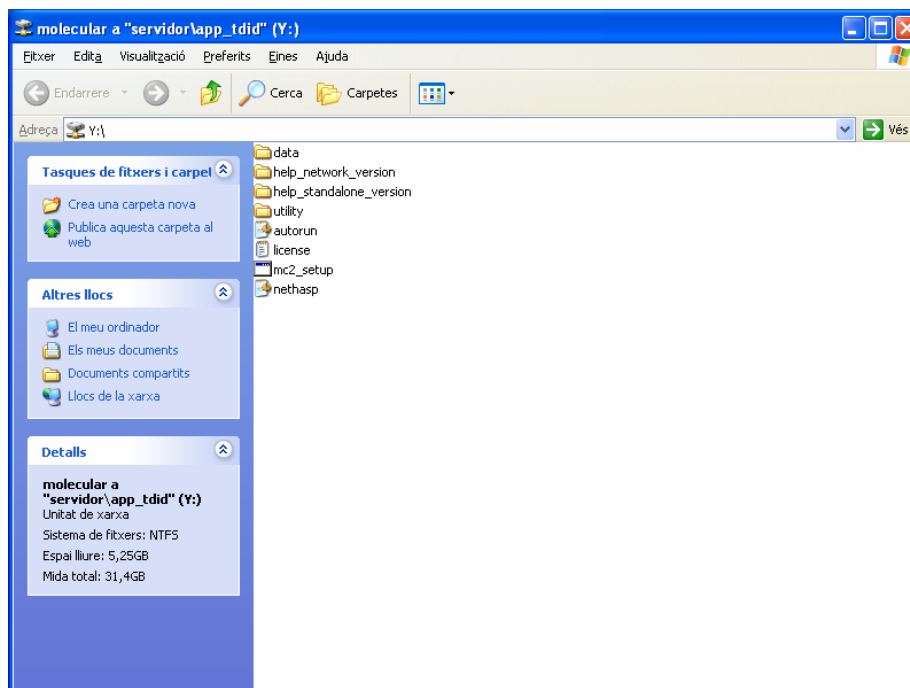 molecular a "servidor\app_tdid" (Y:)
Fitxer Edita Visualització Preferits Eines Ajuda
Endarrere Cerca Carpetes
Adreça Y:\ Vés
Tasques de fitxers i carpet
Crea una carpeta nova
Publica aquesta carpeta al
web
Altres llocs
El meu ordinador
Els meus documents
Documents compartits
Llocs de la xarxa
Detalls
molecular a
"servidor\app_tdid" (Y:)
Unitat de xarxa
Sistema de fitxers: NTFS
Espai lliure: 5,25GB
Mida total: 31,4GB
data
help_network_version
help_standalone_version
utility
autorun
license
mc2_setup
nethasp